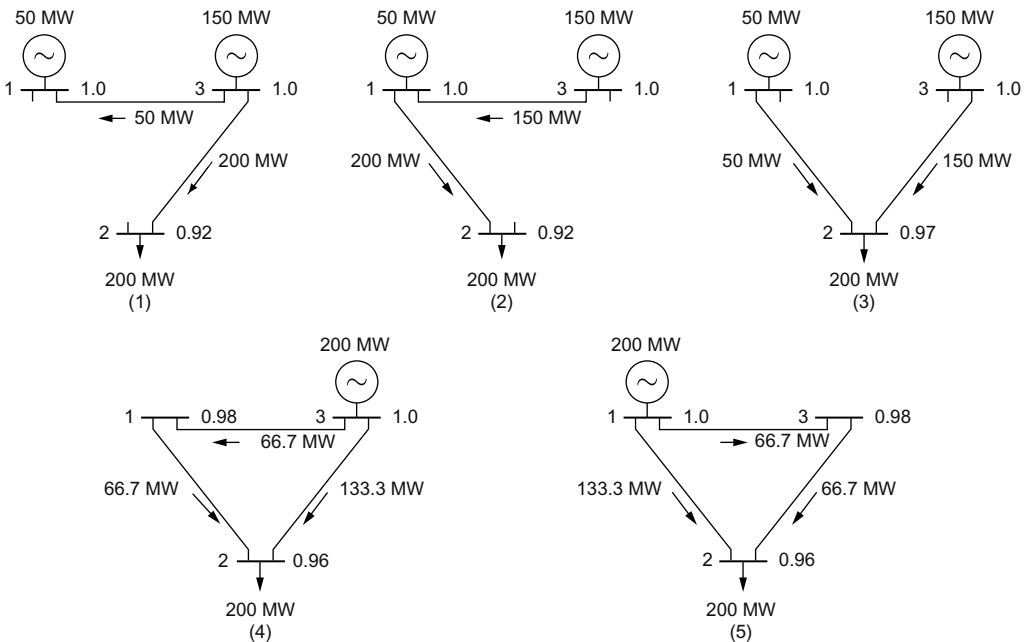 50 MW 150 MW
1 1.0 3 1.0
50 MW
200 MW
2 0.92
200 MW
(1)
50 MW 150 MW
1 1.0 3 1.0
150 MW
200 MW
2 0.92
200 MW
(2)
50 MW 150 MW
1 1.0 3 1.0
50 MW 150 MW
2 0.97
200 MW
(3)
200 MW
1 0.98 3 1.0
66.7 MW
66.7 MW 133.3 MW
2 0.96
200 MW
(4)
200 MW
1 1.0 3 0.98
66.7 MW
133.3 MW 66.7 MW
2 0.96
200 MW
(5)